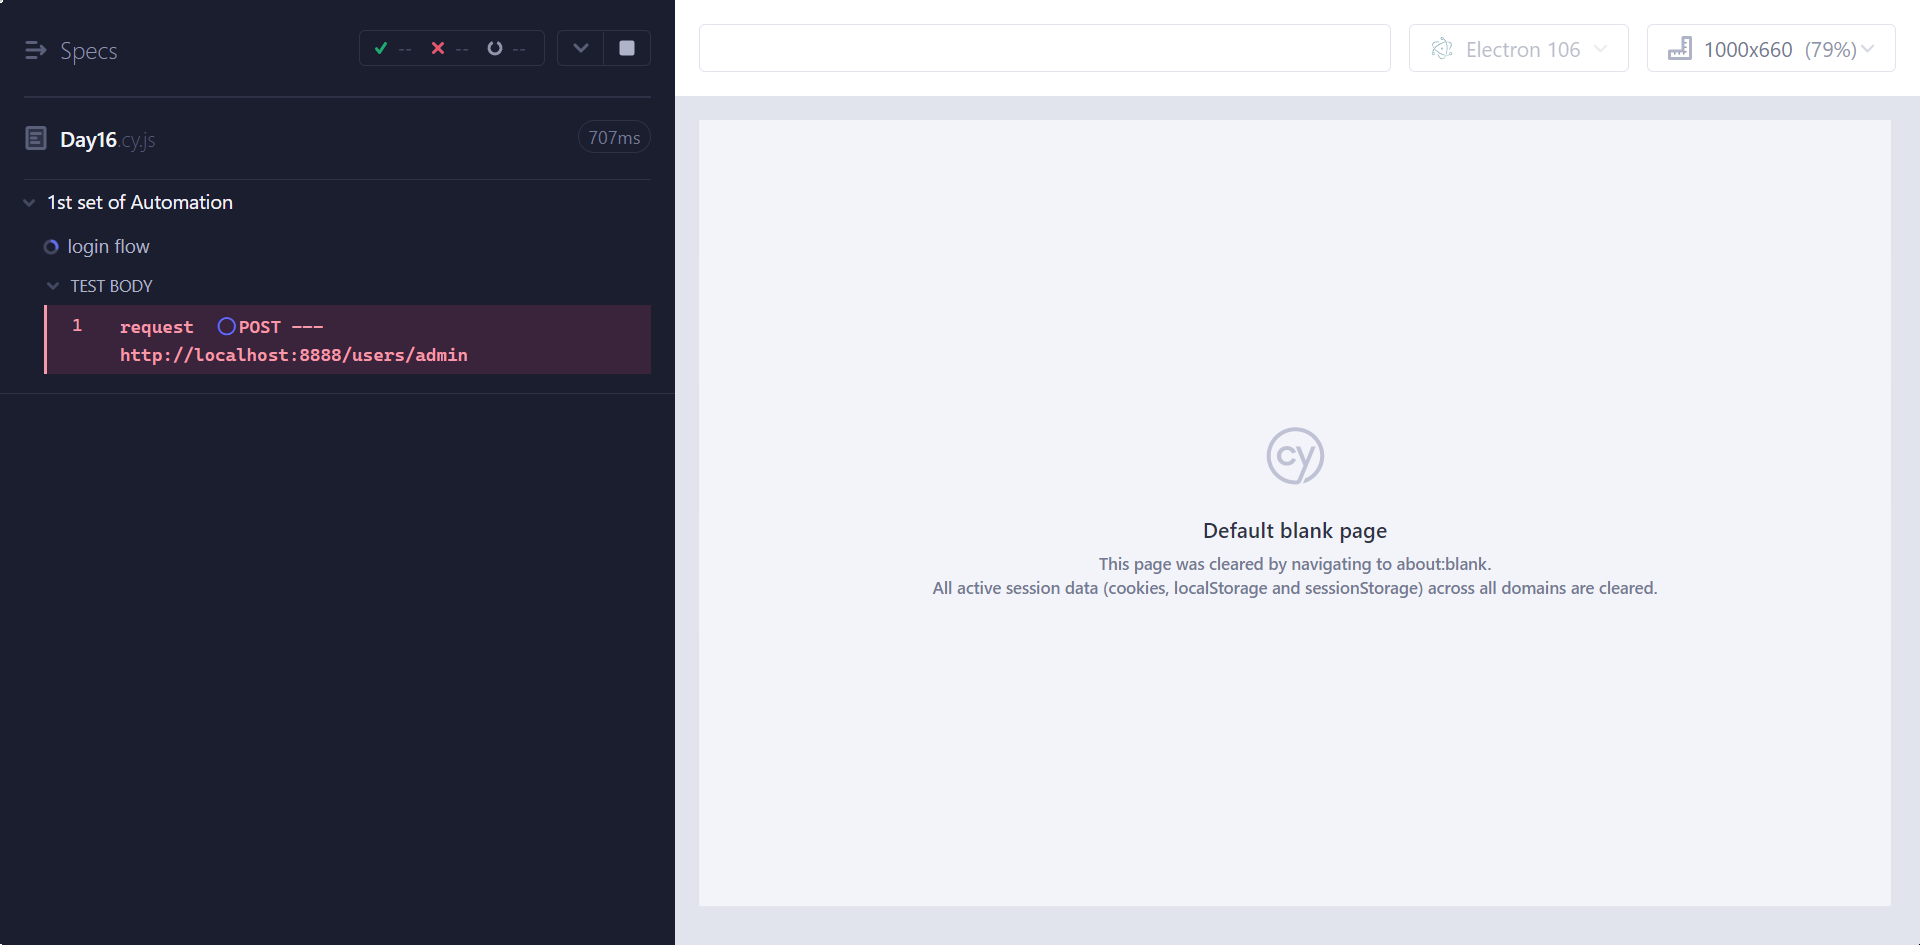 Specs
-- -- --
Day16.cy.js
707ms
1st set of Automation
login flow
TEST BODY
1 request POST ---
http://localhost:8888/users/admin
Electron 106
1000x660 (79%)
cy
Default blank page
This page was cleared by navigating to about:blank.
All active session data (cookies, localStorage and sessionStorage) across all domains are cleared.